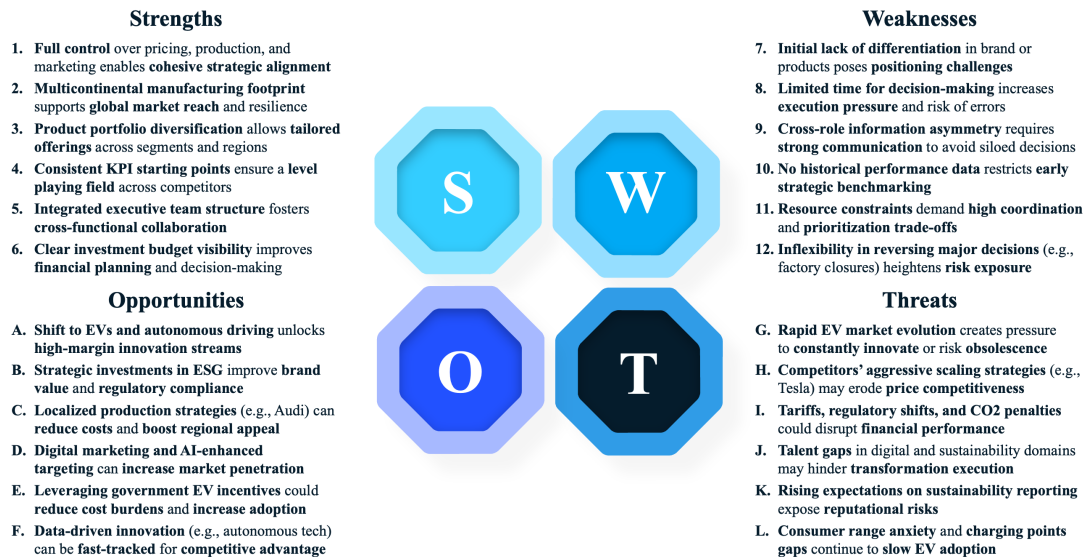 Strengths
1. Full control over pricing, production, and
marketing enables cohesive strategic alignment
2. Multicontinental manufacturing footprint
supports global market reach and resilience
3. Product portfolio diversification allows tailored
offerings across segments and regions
4. Consistent KPI starting points ensure a level
playing field across competitors
5. Integrated executive team structure fosters
cross-functional collaboration
6. Clear investment budget visibility improves
financial planning and decision-making
Weaknesses
7. Initial lack of differentiation in brand or
products poses positioning challenges
8. Limited time for decision-making increases
execution pressure and risk of errors
9. Cross-role information asymmetry requires
strong communication to avoid siloed decisions
10. No historical performance data restricts early
strategic benchmarking
11. Resource constraints demand high coordination
and prioritization trade-offs
12. Inflexibility in reversing major decisions (e.g.,
factory closures) heightens risk exposure
S
W
O
T
Opportunities
A. Shift to EVs and autonomous driving unlocks
high-margin innovation streams
B. Strategic investments in ESG improve brand
value and regulatory compliance
C. Localized production strategies (e.g., Audi) can
reduce costs and boost regional appeal
D. Digital marketing and AI-enhanced
targeting can increase market penetration
E. Leveraging government EV incentives could
reduce cost burdens and increase adoption
F. Data-driven innovation (e.g., autonomous tech)
can be fast-tracked for competitive advantage
Threats
G. Rapid EV market evolution creates pressure
to constantly innovate or risk obsolescence
H. Competitors' aggressive scaling strategies (e.g.,
Tesla) may erode price competitiveness
I. Tariffs, regulatory shifts, and CO2 penalties
could disrupt financial performance
J. Talent gaps in digital and sustainability domains
may hinder transformation execution
K. Rising expectations on sustainability reporting
expose reputational risks
L. Consumer range anxiety and charging points
gaps continue to slow EV adoption